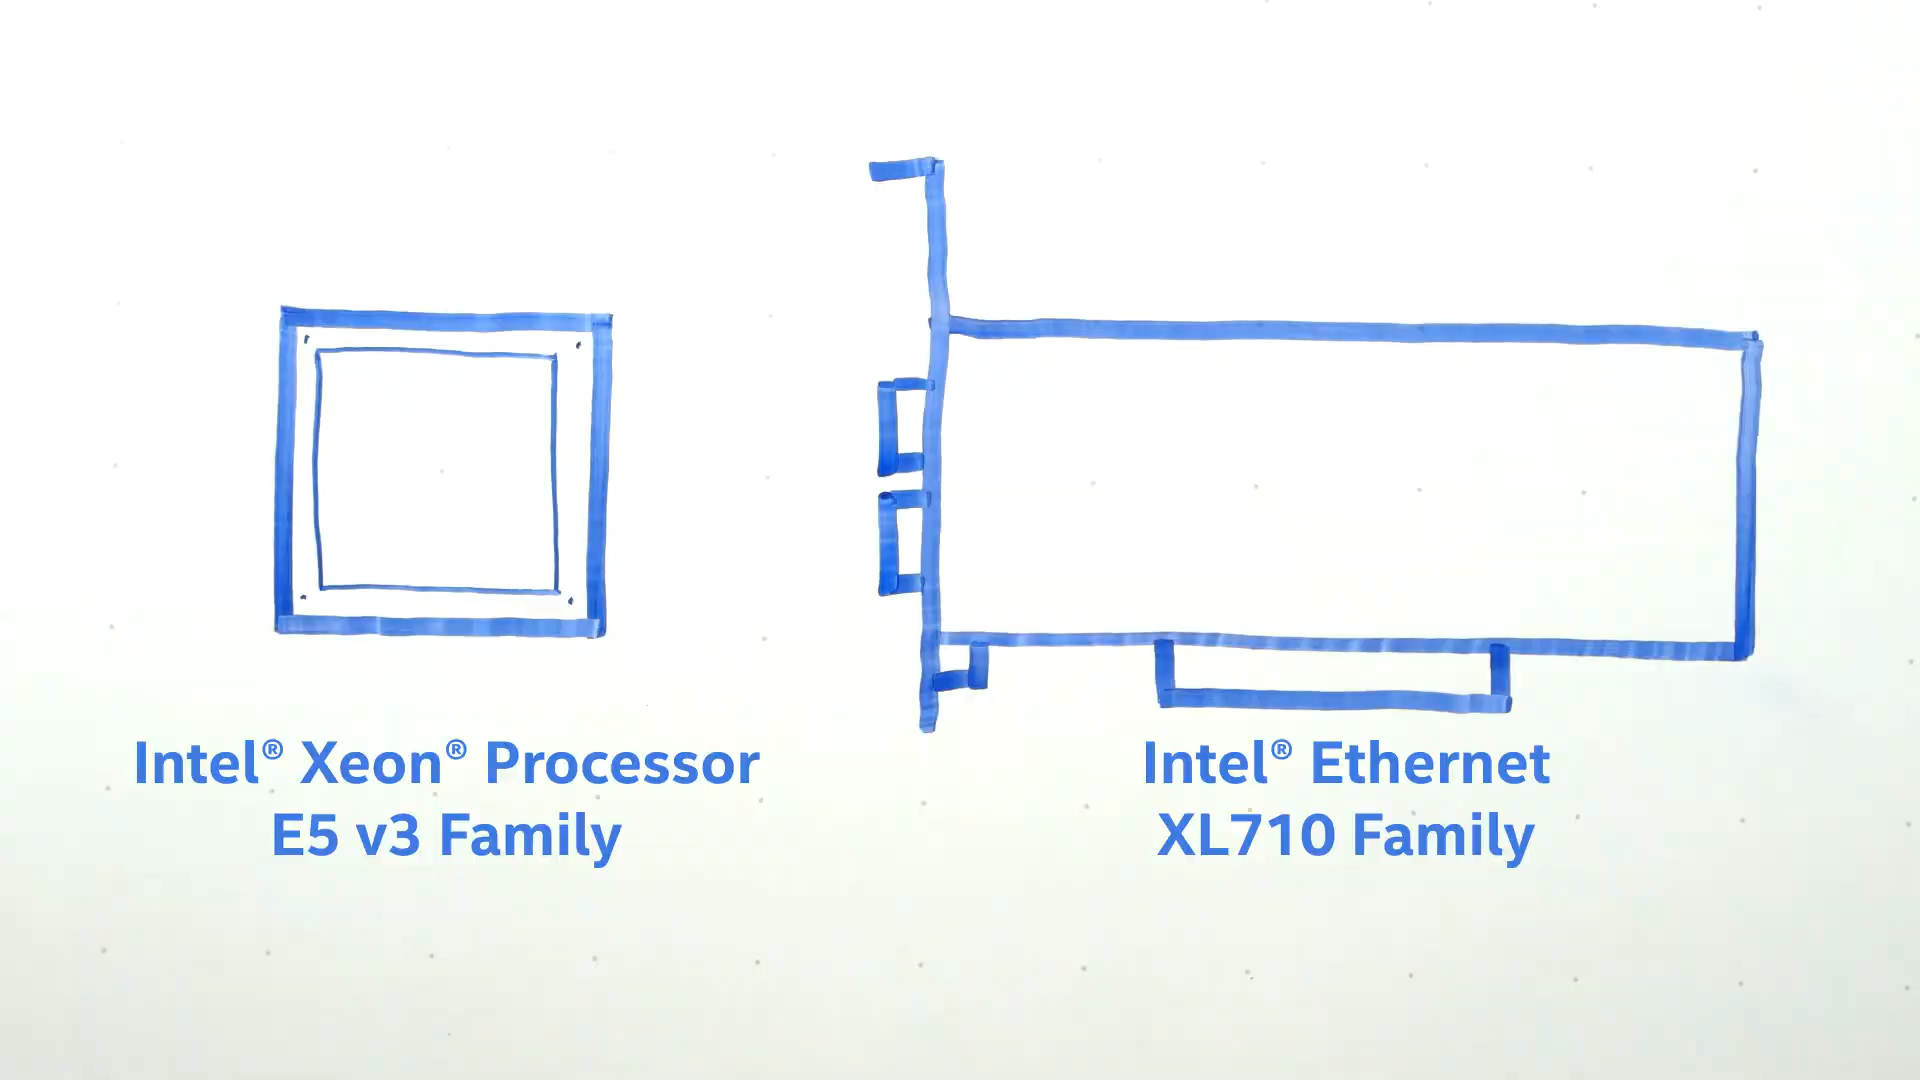 Intel® Xeon® Processor
E5 v3 Family
Intel® Ethernet
XL710 Family